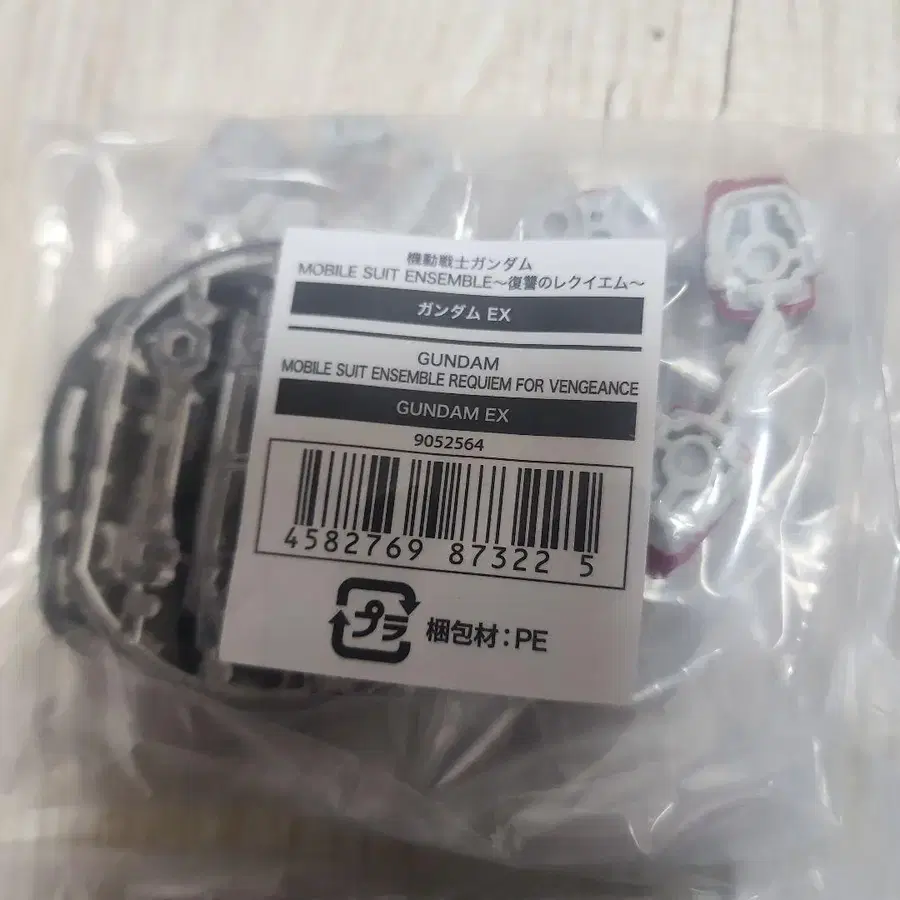 機動戦士ガンダム
MOBILE SUIT ENSEMBLE～復讐のレクイエム～
ガンダム EX
GUNDAM
MOBILE SUIT ENSEMBLE REQUIEM FOR VENGEANCE
GUNDAM EX
9052564
4582769 87322 5
プラ 梱包材：PE